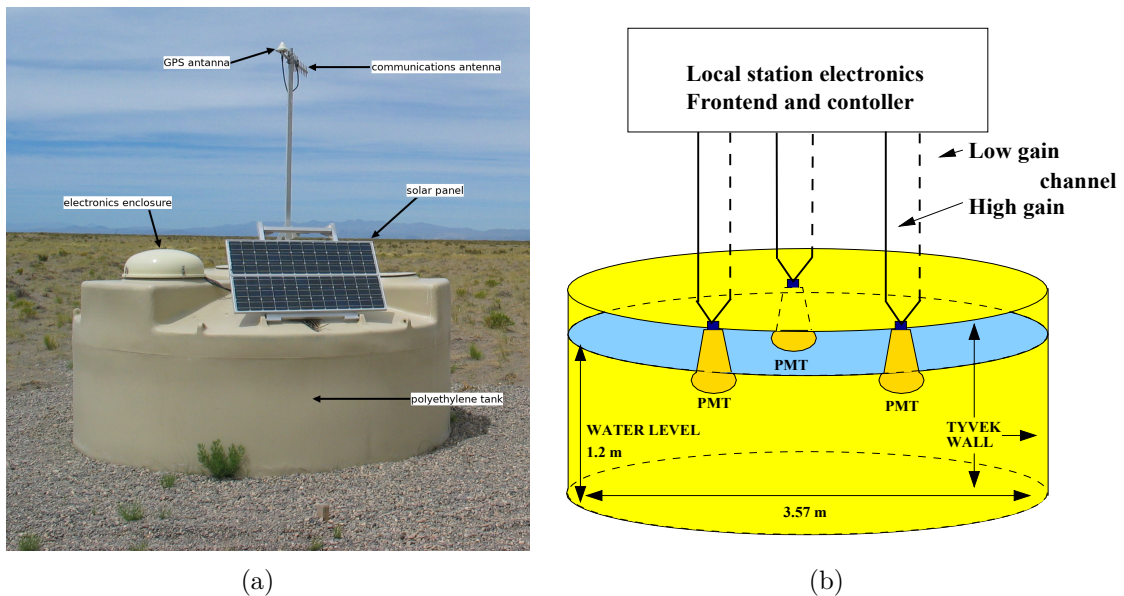 GPS antanna
communications antenna
solar panel
electronics enclosure
polyethylene tank
(a)
Local station electronics
Frontend and contoller
Low gain
channel
High gain
PMT
PMT
PMT
WATER LEVEL
1.2 m
TYVEK
WALL
3.57 m
(b)